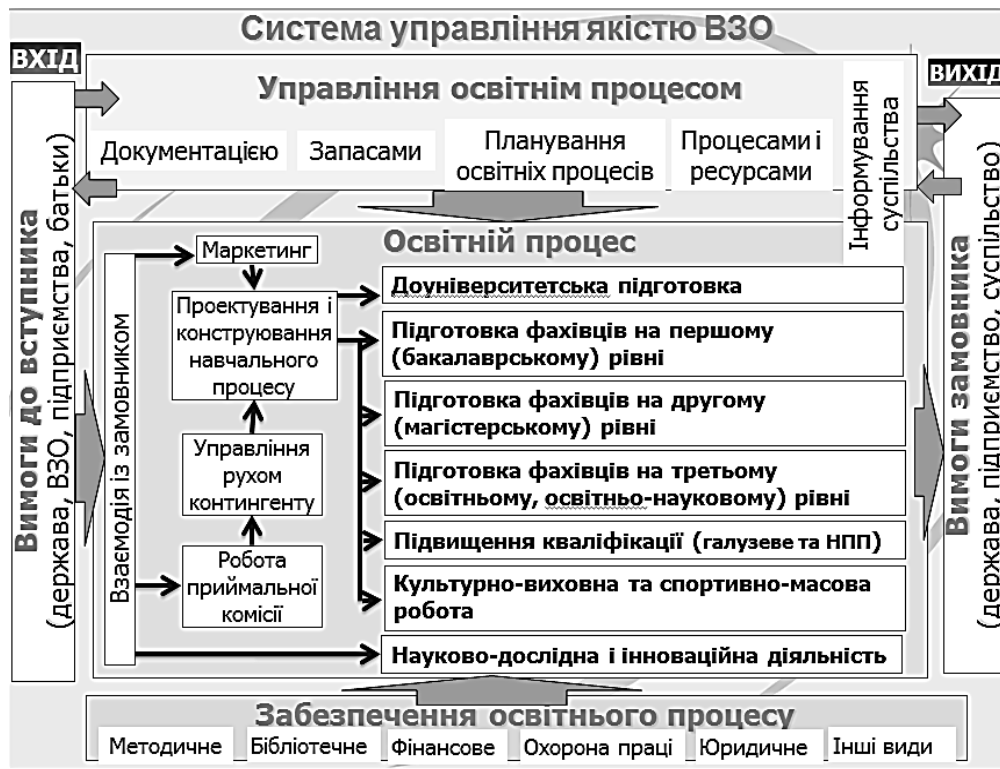 Система управління якістю ВЗО
ВХІД
ВИХІД
Управління освітнім процесом
Документацією
Запасами
Планування
освітніх процесів
Процесами і
ресурсами
Інформування
суспільства
Вимоги до вступника
(держава, ВЗО, підприємства, батьки)
Освітній процес
Взаємодія із замовником
Маркетинг
Проектування і
конструювання
навчального
процесу
Управління
рухом
контингенту
Робота
приймальної
комісії
Доуніверситетська підготовка
Підготовка фахівців на першому
(бакалаврському) рівні
Підготовка фахівців на другому
(магістерському) рівні
Підготовка фахівців на третьому
(освітньому, освітньо-науковому) рівні
Підвищення кваліфікації (галузеве та НПП)
Культурно-виховна та спортивно-масова
робота
Науково-дослідна і інноваційна діяльність
Вимоги замовника
(держава, підприємство, суспільство)
Забезпечення освітнього процесу
Методичне
Бібліотечне
Фінансове
Охорона праці
Юридичне
Інші види